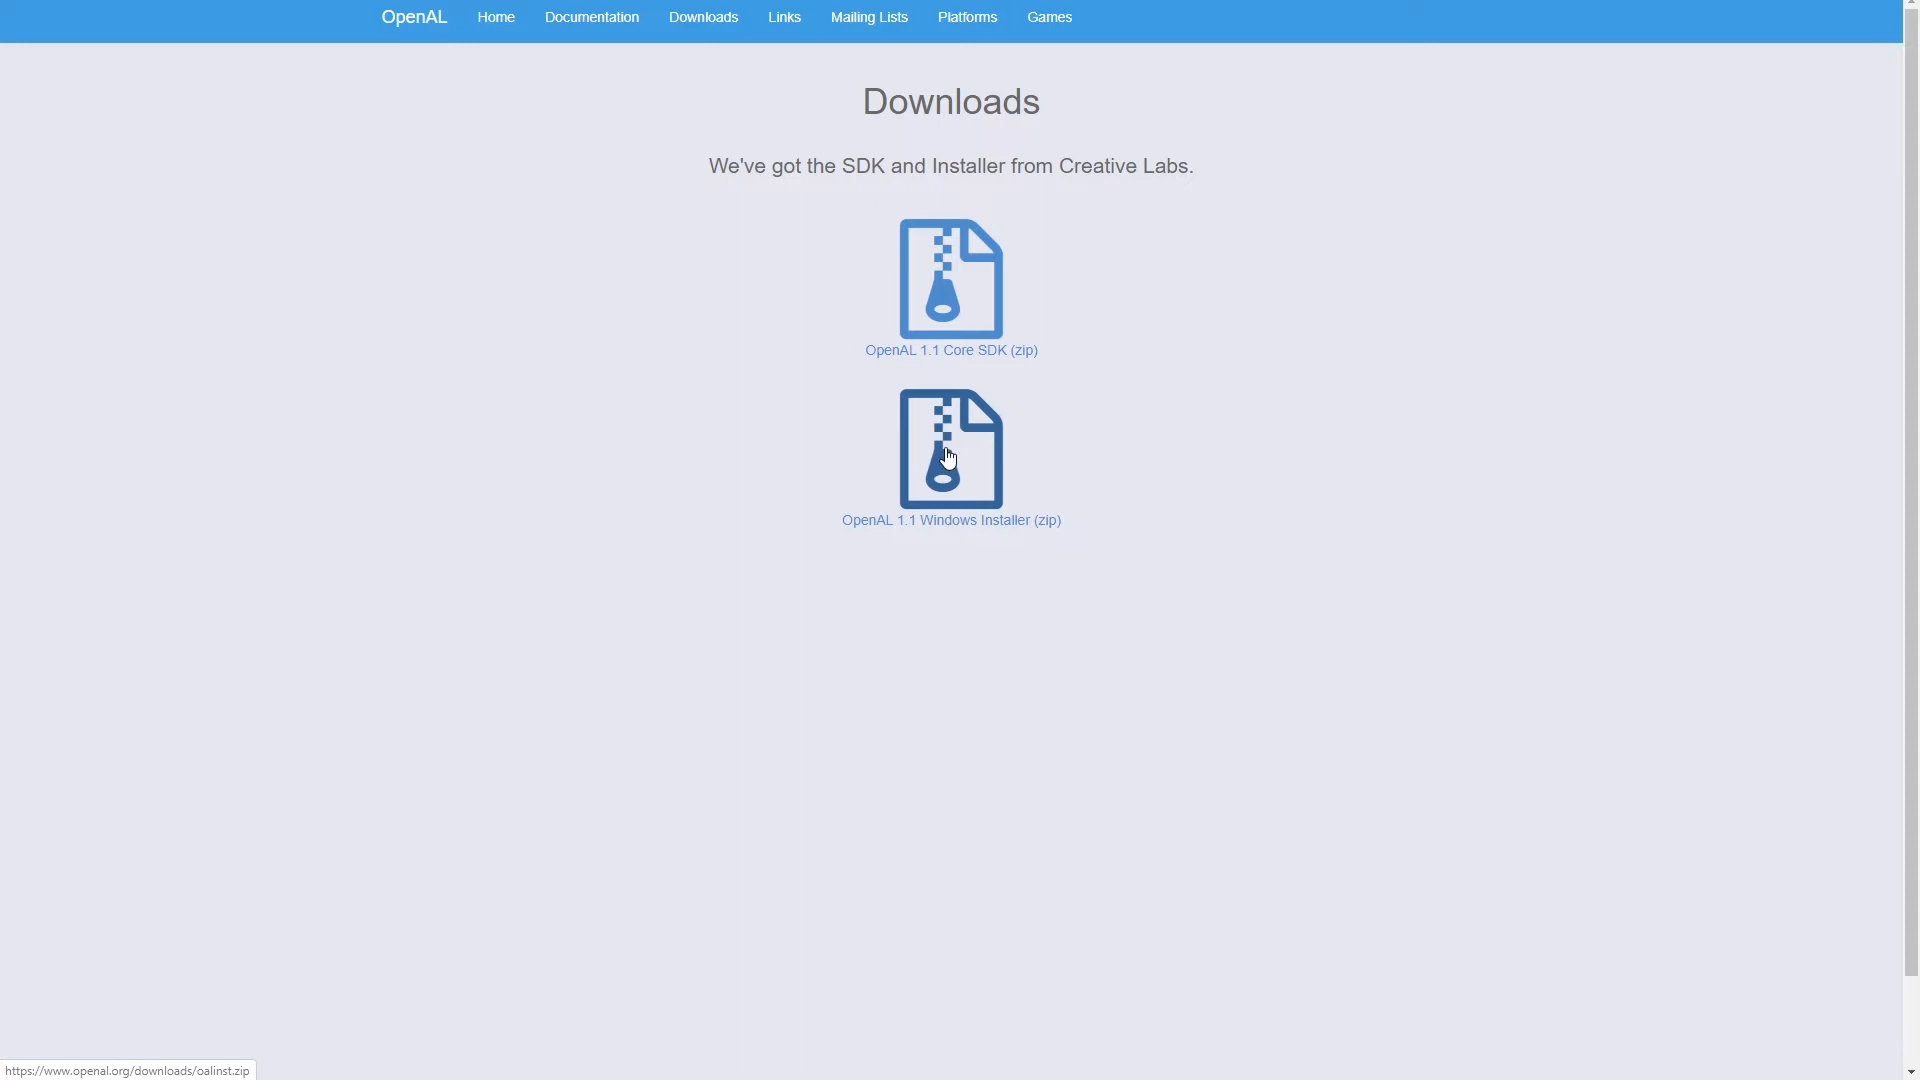 OpenAL Home Documentation Downloads Links Mailing Lists Platforms Games
Downloads
We've got the SDK and Installer from Creative Labs.
OpenAL 1.1 Core SDK (zip)
OpenAL 1.1 Windows Installer (zip)
https://www.openal.org/downloads/oalinst.zip